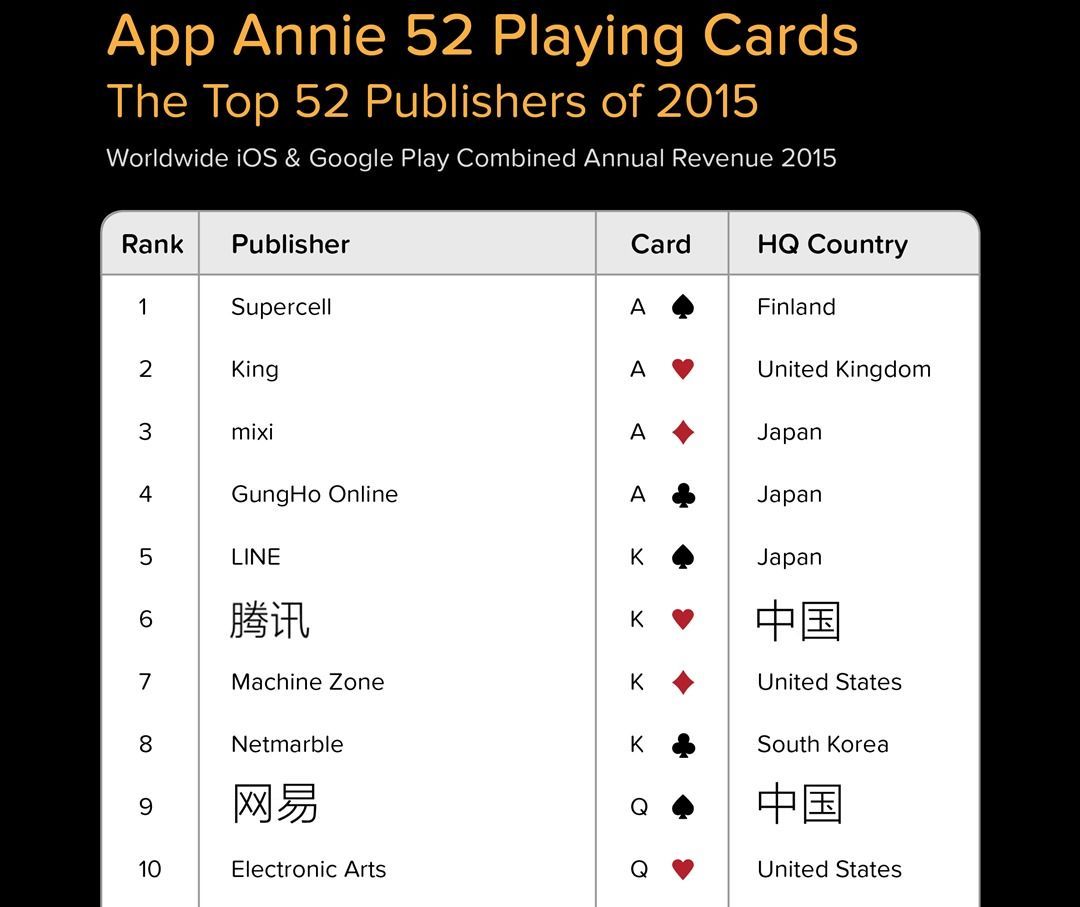 App Annie 52 Playing Cards
The Top 52 Publishers of 2015
Worldwide iOS & Google Play Combined Annual Revenue 2015
Rank Publisher Card HQ Country
1 Supercell A ♠ Finland
2 King A ♥ United Kingdom
3 mixi A ♦ Japan
4 GungHo Online A ♣ Japan
5 LINE K ♠ Japan
6 腾讯 K ♥ 中国
7 Machine Zone K ♦ United States
8 Netmarble K ♣ South Korea
9 网易 Q ♠ 中国
10 Electronic Arts Q ♥ United States